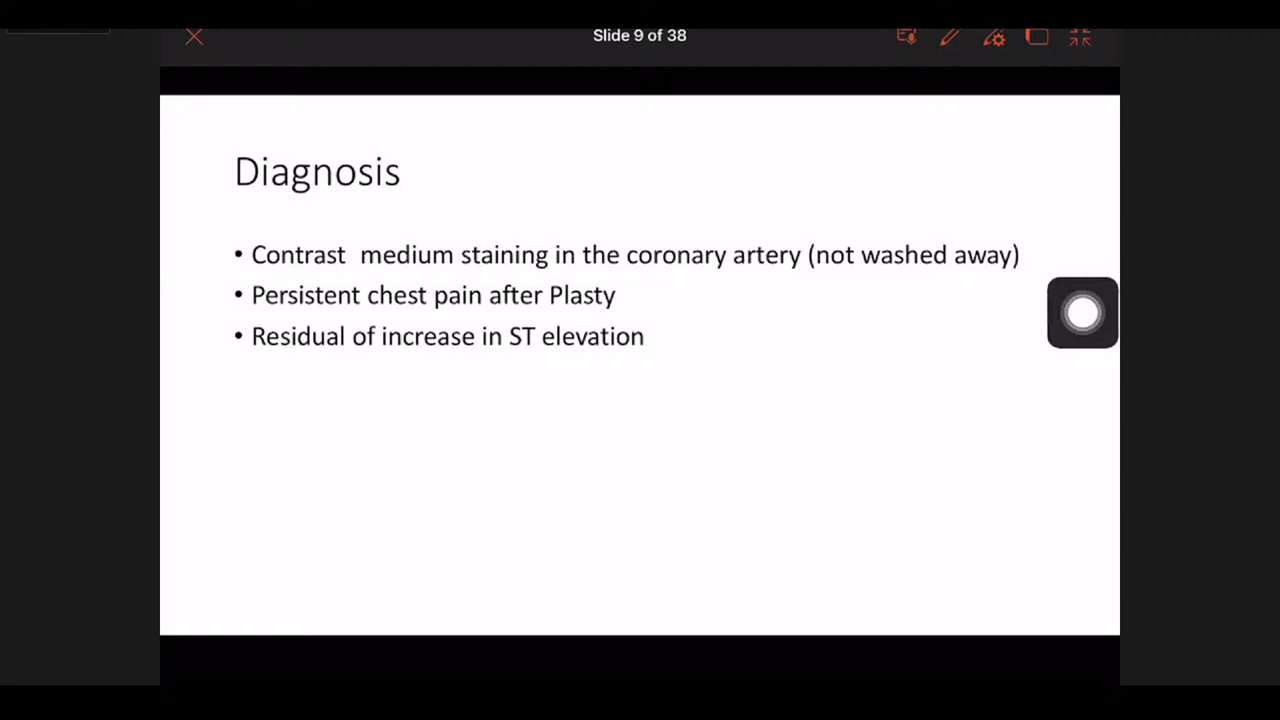 Slide 9 of 38
Diagnosis
• Contrast medium staining in the coronary artery (not washed away)
• Persistent chest pain after Plasty
• Residual of increase in ST elevation